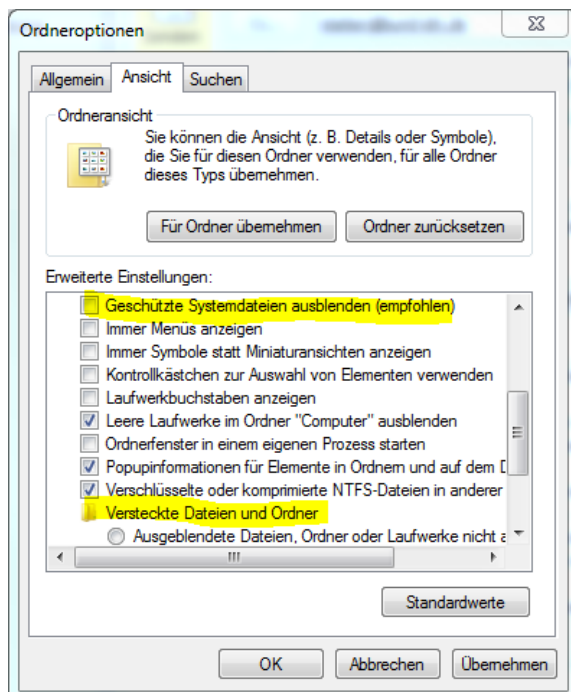 Ordneroptionen
Allgemein Ansicht Suchen
Ordneransicht
Sie können die Ansicht (z. B. Details oder Symbole),
die Sie für diesen Ordner verwenden, für alle Ordner
dieses Typs übernehmen.
Für Ordner übernehmen Ordner zurücksetzen
Erweiterte Einstellungen:
Geschützte Systemdateien ausblenden (empfohlen)
Immer Menüs anzeigen
Immer Symbole statt Miniaturansichten anzeigen
Kontrollkästchen zur Auswahl von Elementen verwenden
Laufwerkbuchstaben anzeigen
Leere Laufwerke im Ordner "Computer" ausblenden
Ordnerfenster in einem eigenen Prozess starten
Popupinformationen für Elemente in Ordnern und auf dem
Verschlüsselte oder komprimierte NTFS-Dateien in anderer
Versteckte Dateien und Ordner
Ausgeblendete Dateien, Ordner oder Laufwerke nicht
Standardwerte
OK Abbrechen Übernehmen